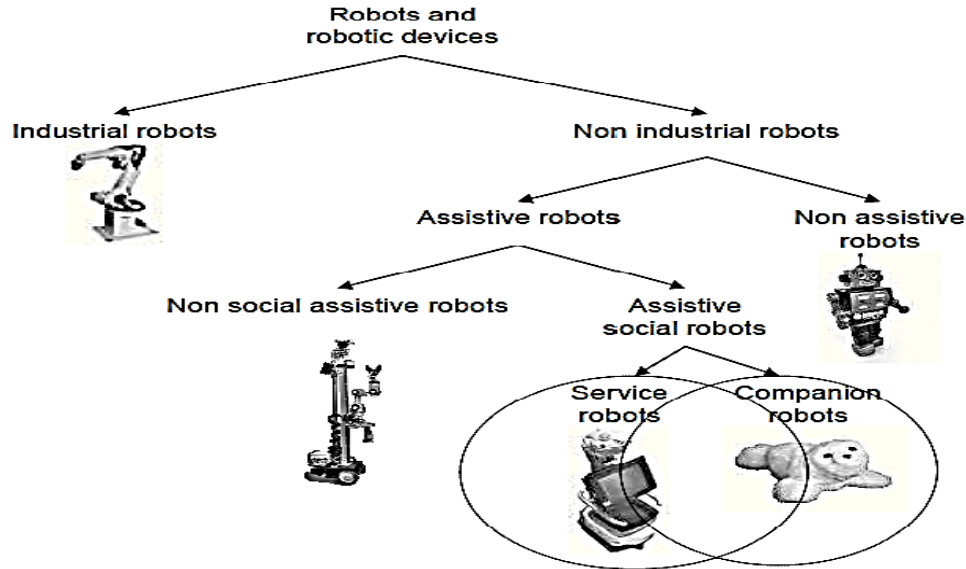 Robots and
robotic devices
Industrial robots
Non industrial robots
Assistive robots
Non assistive
robots
Non social assistive robots
Assistive
social robots
Service
robots
Companion
robots